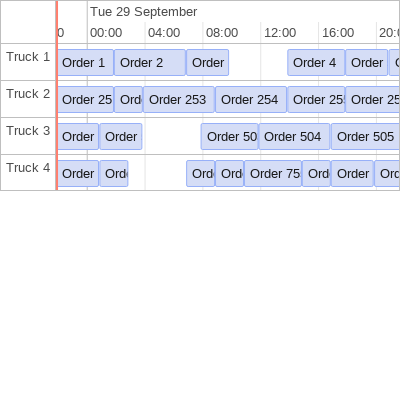 Tue 29 September
0 00:00 04:00 08:00 12:00 16:00 20:0
Truck 1 Order 1 Order 2 Order Order 4 Order
Truck 2 Order 25 Ord Order 253 Order 254 Order 25 Order 25
Truck 3 Order Order Order 50 Order 504 Order 505
Truck 4 Order Ord Ord Ord Order 75 Ord Order Ord